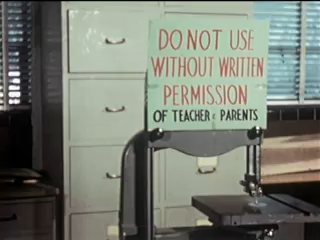 DO NOT USE
WITHOUT WRITTEN
PERMISSION
OF TEACHER & PARENTS